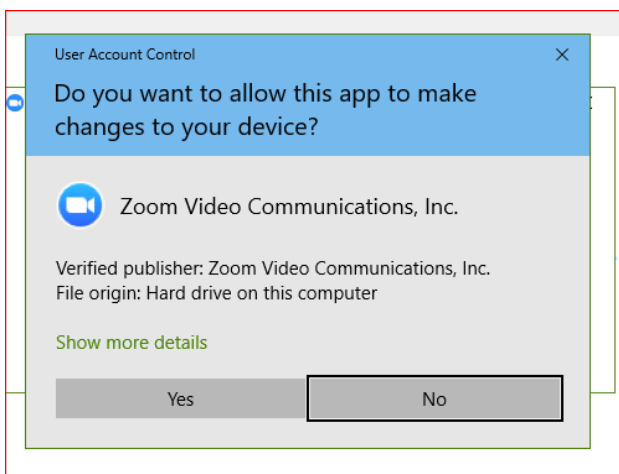 User Account Control
Do you want to allow this app to make
changes to your device?
Zoom Video Communications, Inc.
Verified publisher: Zoom Video Communications, Inc.
File origin: Hard drive on this computer
Show more details
Yes
No